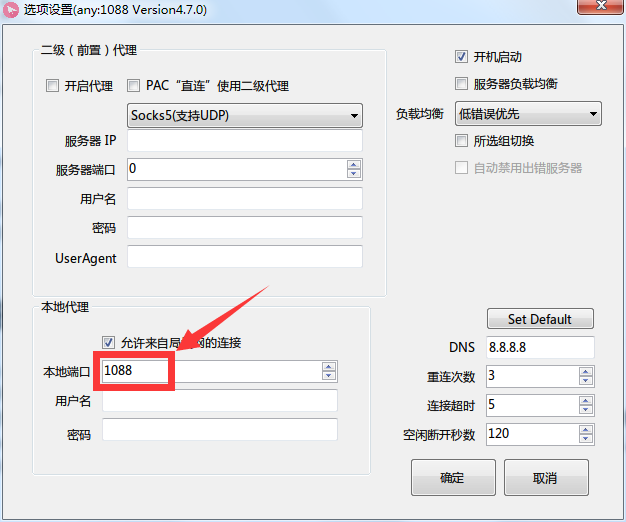 选项设置(any:1088 Version4.7.0)
二级（前置）代理
开启代理
PAC“直连”使用二级代理
Socks5(支持UDP)
服务器 IP
服务器端口
0
用户名
密码
UserAgent
开机启动
服务器负载均衡
负载均衡
低错误优先
所选组切换
自动禁用出错服务器
本地代理
允许来自局 网的连接
本地端口
1088
用户名
密码
Set Default
DNS
8.8.8.8
重连次数
3
连接超时
5
空闲断开秒数
120
确定
取消